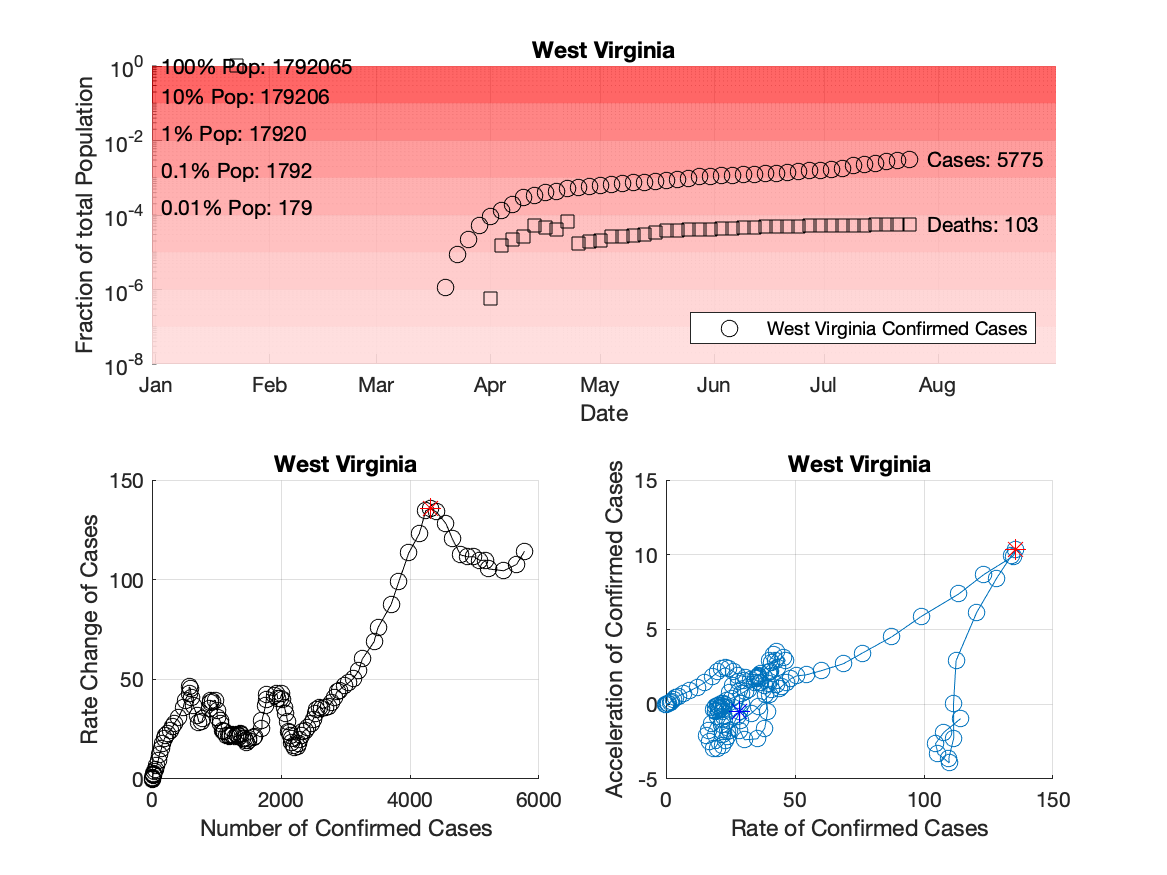 West Virginia
Fraction of total Population
10^0
10^-2
10^-4
10^-6
10^-8
100% Pop: 1792065
10% Pop: 179206
1% Pop: 17920
0.1% Pop: 1792
0.01% Pop: 179
Cases: 5775
Deaths: 103
West Virginia Confirmed Cases
Jan Feb Mar Apr May Jun Jul Aug
Date
West Virginia
Rate Change of Cases
150
100
50
0
0 2000 4000 6000
Number of Confirmed Cases
West Virginia
Acceleration of Confirmed Cases
15
10
5
0
-5
0 50 100 150
Rate of Confirmed Cases